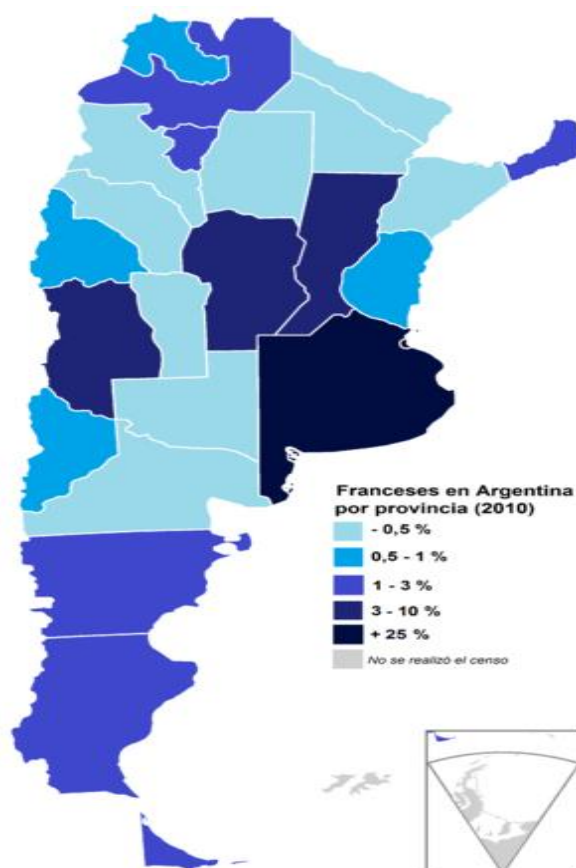 Franceses en Argentina
por provincia (2010)
- 0,5 %
0,5 - 1 %
1 - 3 %
3 - 10 %
+ 25 %
No se realizó el censo